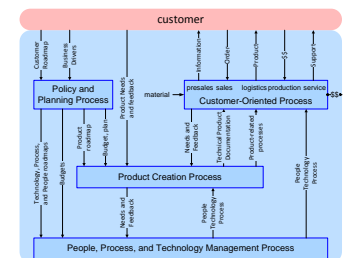 customer
Customer
Roadmap
Business
Drivers
Product Needs
and feedback
Information
Order
Product
$$
Support
Policy and
Planning Process
material
presales sales logistics production service
Customer-Oriented Process
$$
Technology, Process,
and People roadmaps
Budgets
Product
roadmap
Budget, plan
Needs and
Feedback
Technical Product
Documentation
Product-related
processes
People
Technology
Process
Product Creation Process
Needs and
Feedback
People
Technology
Process
People, Process, and Technology Management Process